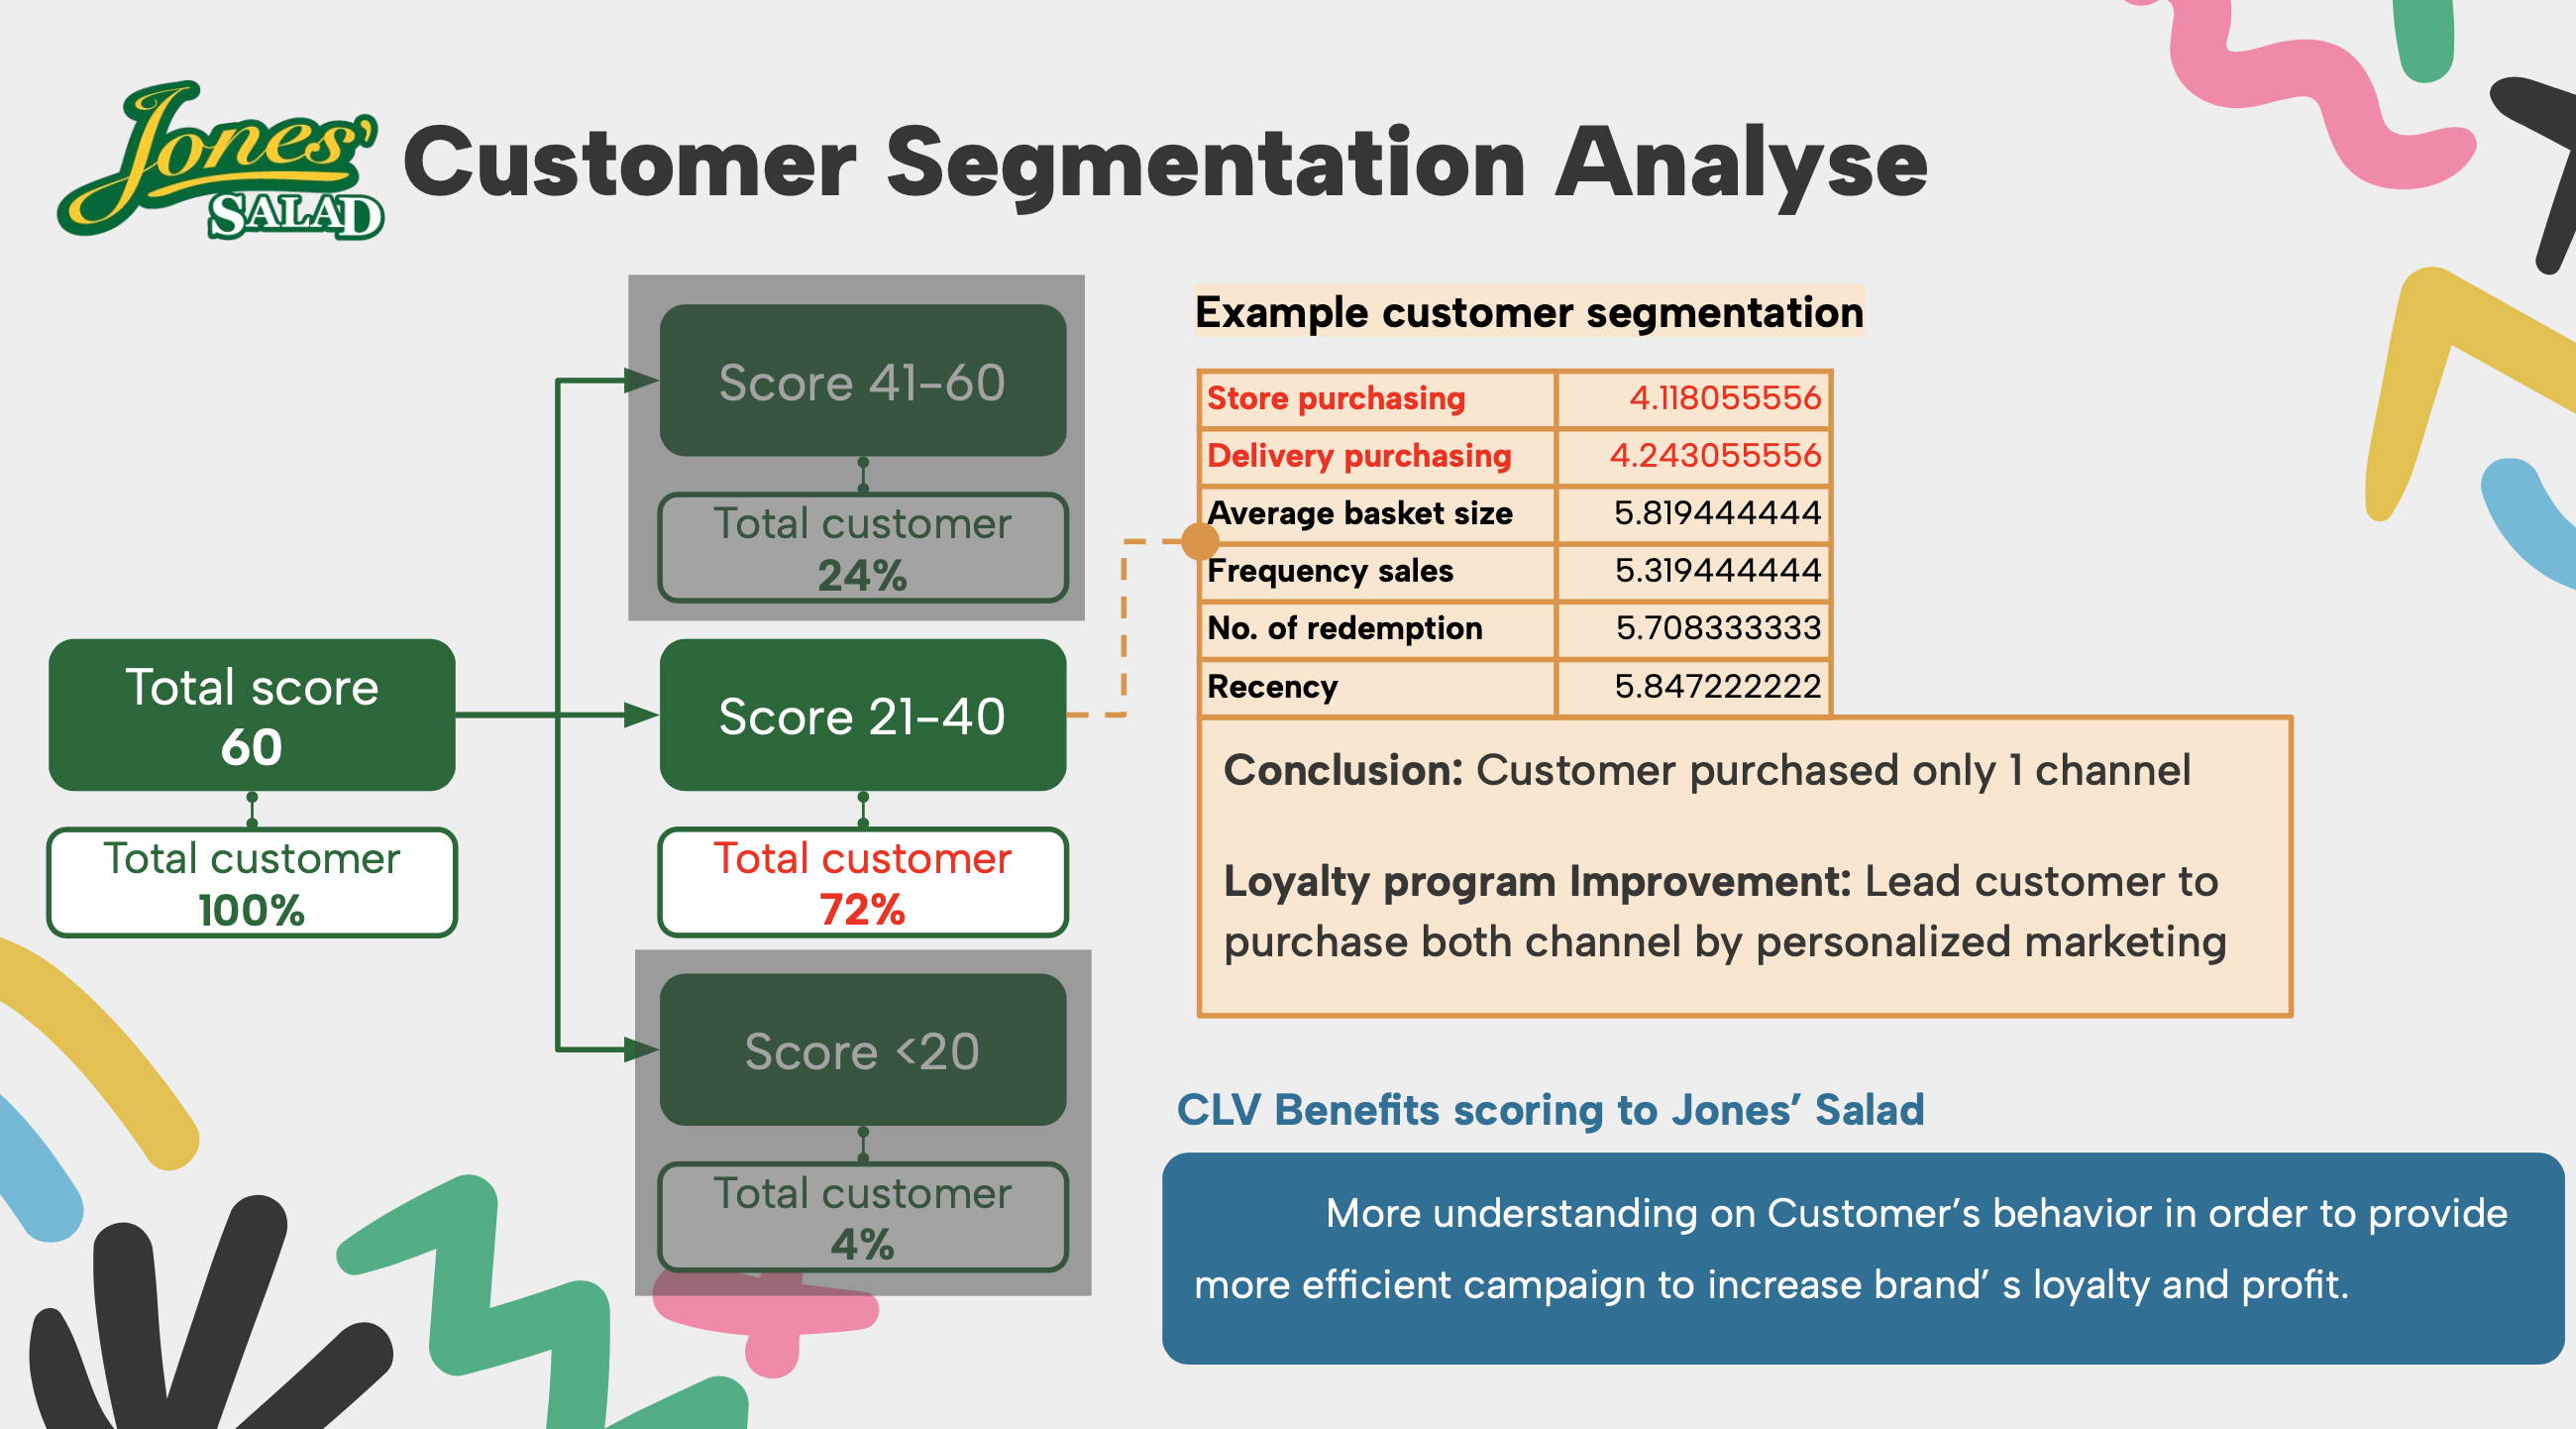 Jones'
SALAD
Customer Segmentation Analyse
Score 41-60
Total customer
24%
Total score
60
Total customer
100%
Score 21-40
Total customer
72%
Score <20
Total customer
4%
Example customer segmentation
Store purchasing 4.118055556
Delivery purchasing 4.243055556
Average basket size 5.819444444
Frequency sales 5.319444444
No. of redemption 5.708333333
Recency 5.847222222
Conclusion: Customer purchased only 1 channel
Loyalty program Improvement: Lead customer to
purchase both channel by personalized marketing
CLV Benefits scoring to Jones’ Salad
More understanding on Customer’s behavior in order to provide
more efficient campaign to increase brand’ s loyalty and profit.